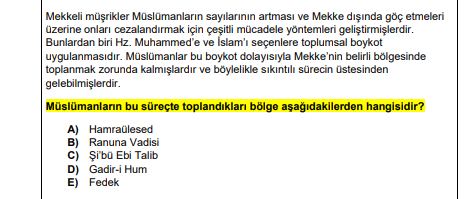 Mekkeli müşrikler Müslümanların sayılarının artması ve Mekke dışında göç etmeleri
üzerine onları cezalandırmak için çeşitli mücadele yöntemleri geliştirmişlerdir.
Bunlardan biri Hz. Muhammed'e ve İslam'ı seçenlere toplumsal boykot
uygulanmasıdır. Müslümanlar bu boykot dolayısıyla Mekke'nin belirli bölgesinde
toplanmak zorunda kalmışlardır ve böylelikle sıkıntılı sürecin üstesinden
gelebilmişlerdir.
Müslümanların bu süreçte toplandıkları bölge aşağıdakilerden hangisidir?
A) Hamraülesed
B) Ranuna Vadisi
C) Şi'bü Ebi Talib
D) Gadir-i Hum
E) Fedek